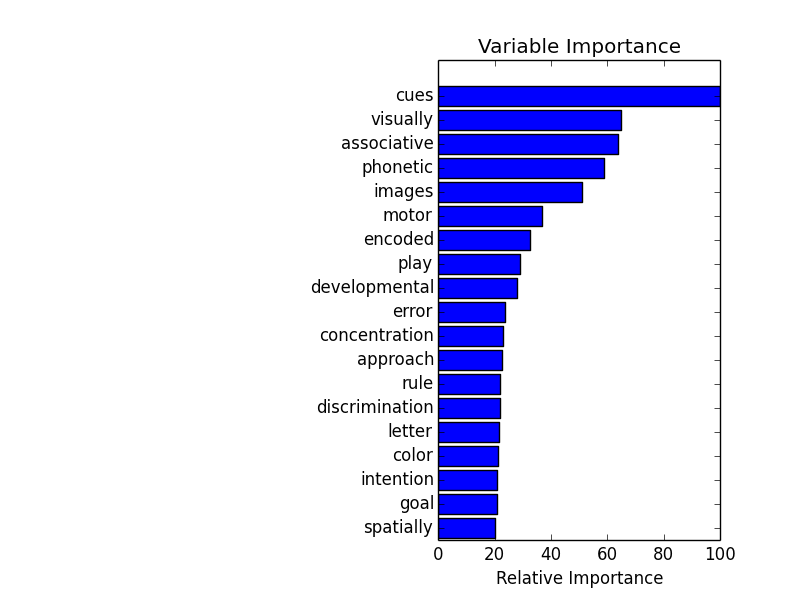 Variable Importance
cues
visually
associative
phonetic
images
motor
encoded
play
developmental
error
concentration
approach
rule
discrimination
letter
color
intention
goal
spatially
0 20 40 60 80 100
Relative Importance